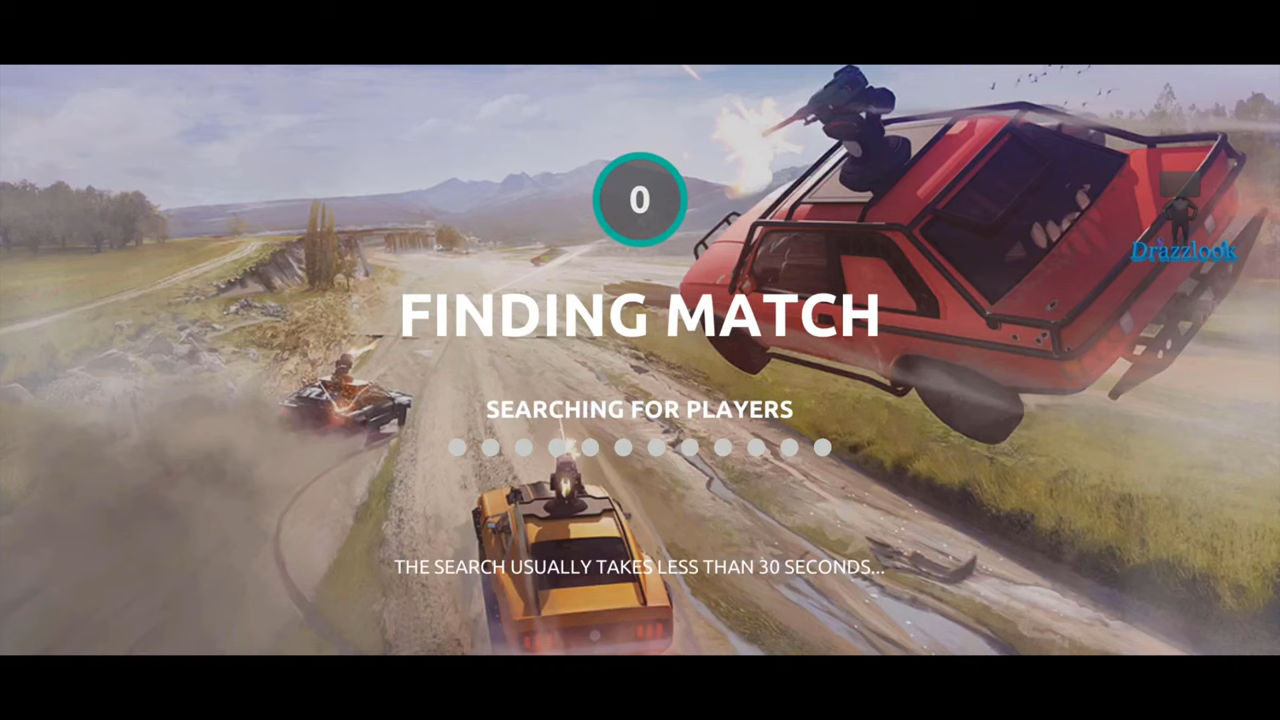 0
FINDING MATCH
Drazzlook
SEARCHING FOR PLAYERS
THE SEARCH USUALLY TAKES LESS THAN 30 SECONDS...